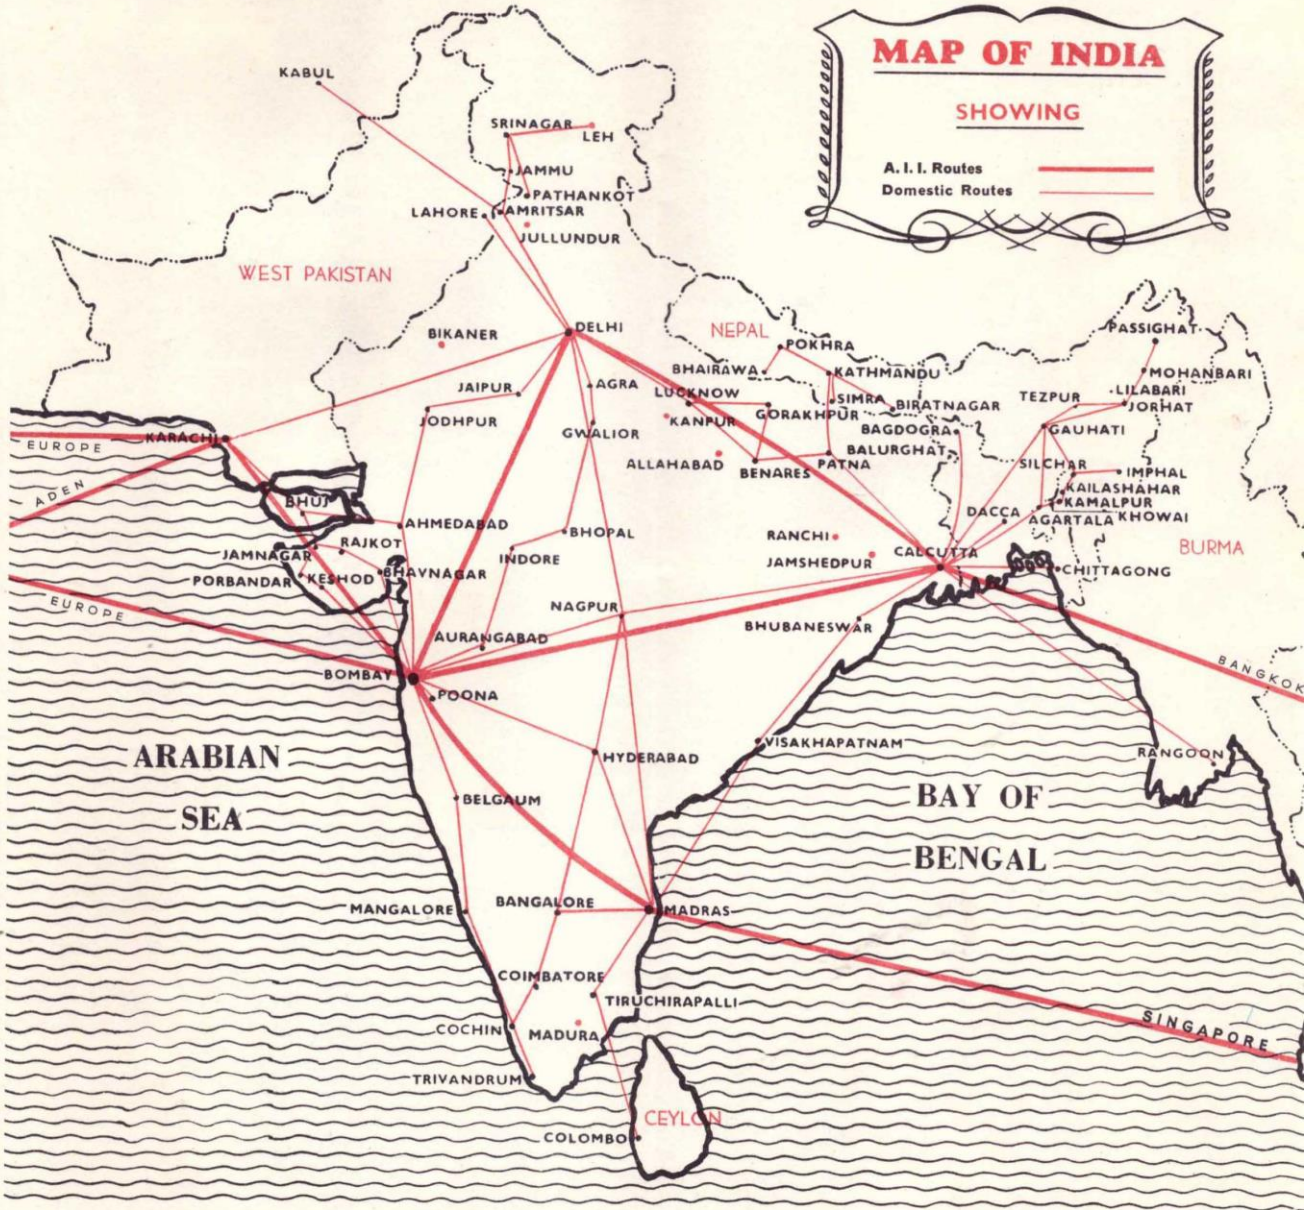 MAP OF INDIA
SHOWING
A. I. I. Routes
Domestic Routes
KABUL
SRINAGAR
LEH
JAMMU
PATHANKOT
LAHORE
AMRITSAR
JULLUNDUR
WEST PAKISTAN
DELHI
BIKANER
NEPAL
POKHRA
PASSIGHAT
BHAIRAWA
KATHMANDU
MOHANBARI
JAIPUR
AGRA
LUCKNOW
SIMRA
BIRATNAGAR
TEZPUR
LILABARI
JORHAT
JODHPUR
KANPUR
GORAKHPUR
GWALIOR
BAGDOGRA
GAUHATI
KARACHI
EUROPE
ALLAHABAD
BENARES
PATNA
BALURGHAT
SILCHAR
IMPHAL
ADEN
KAILASHAHAR
KAMALPUR
BHUJ
DACCA
AGARTALA
KHOWAI
AHMEDABAD
BHOPAL
RANCHI
CALCUTTA
BURMA
JAMNAGAR
RAJKOT
INDORE
JAMSHEDPUR
CHITTAGONG
PORBANDAR
KESHOD
BHAVNAGAR
EUROPE
NAGPUR
BHUBANESWAR
AURANGABAD
BOMBAY
POONA
BANGKOK
ARABIAN
SEA
HYDERABAD
VISAKHAPATNAM
RANGOON
BELGAUM
BAY OF
BENGAL
MANGALORE
BANGALORE
MADRAS
COIMBATORE
TIRUCHIRAPALLI
COCHIN
MADURA
SINGAPORE
TRIVANDRUM
CEYLON
COLOMBO